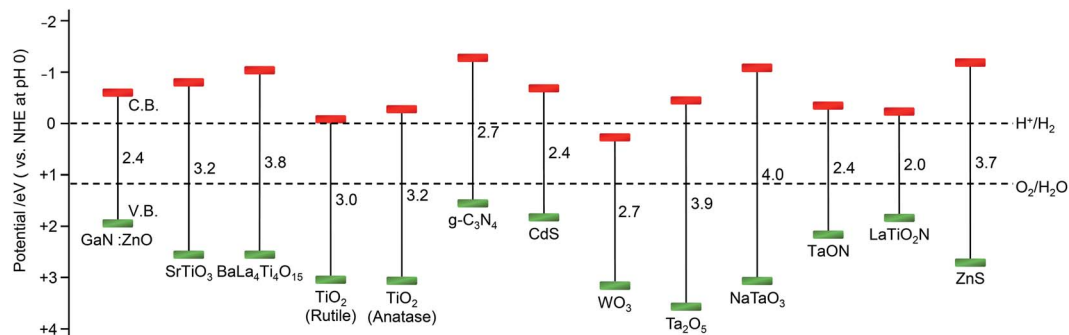 Potential /eV ( vs. NHE at pH 0)
−2
−1
0
+1
+2
+3
+4
C.B.
V.B.
2.4
GaN :ZnO
3.2
SrTiO₃
3.8
BaLa₄Ti₄O₁₅
3.0
TiO₂
(Rutile)
3.2
TiO₂
(Anatase)
2.7
g-C₃N₄
2.4
CdS
2.7
WO₃
3.9
Ta₂O₅
4.0
NaTaO₃
2.4
TaON
2.0
LaTiO₂N
3.7
ZnS
H⁺/H₂
O₂/H₂O